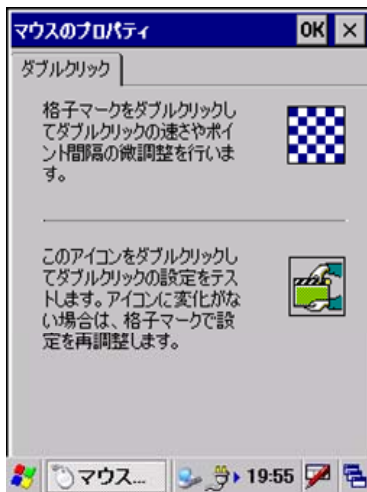 マウスのプロパティ OK ×
ダブルクリック
格子マークをダブルクリックし
てダブルクリックの速さやポイ
ント間隔の微調整を行いま
す。
このアイコンをダブルクリックし
てダブルクリックの設定をテス
トします。アイコンに変化がな
い場合は、格子マークで設
定を再調整します。
マウス... 19:55